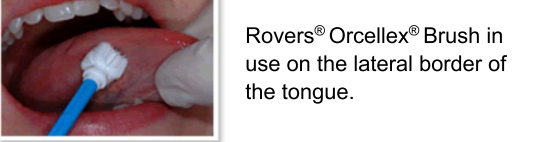 Rovers® Orcellex® Brush in
use on the lateral border of
the tongue.